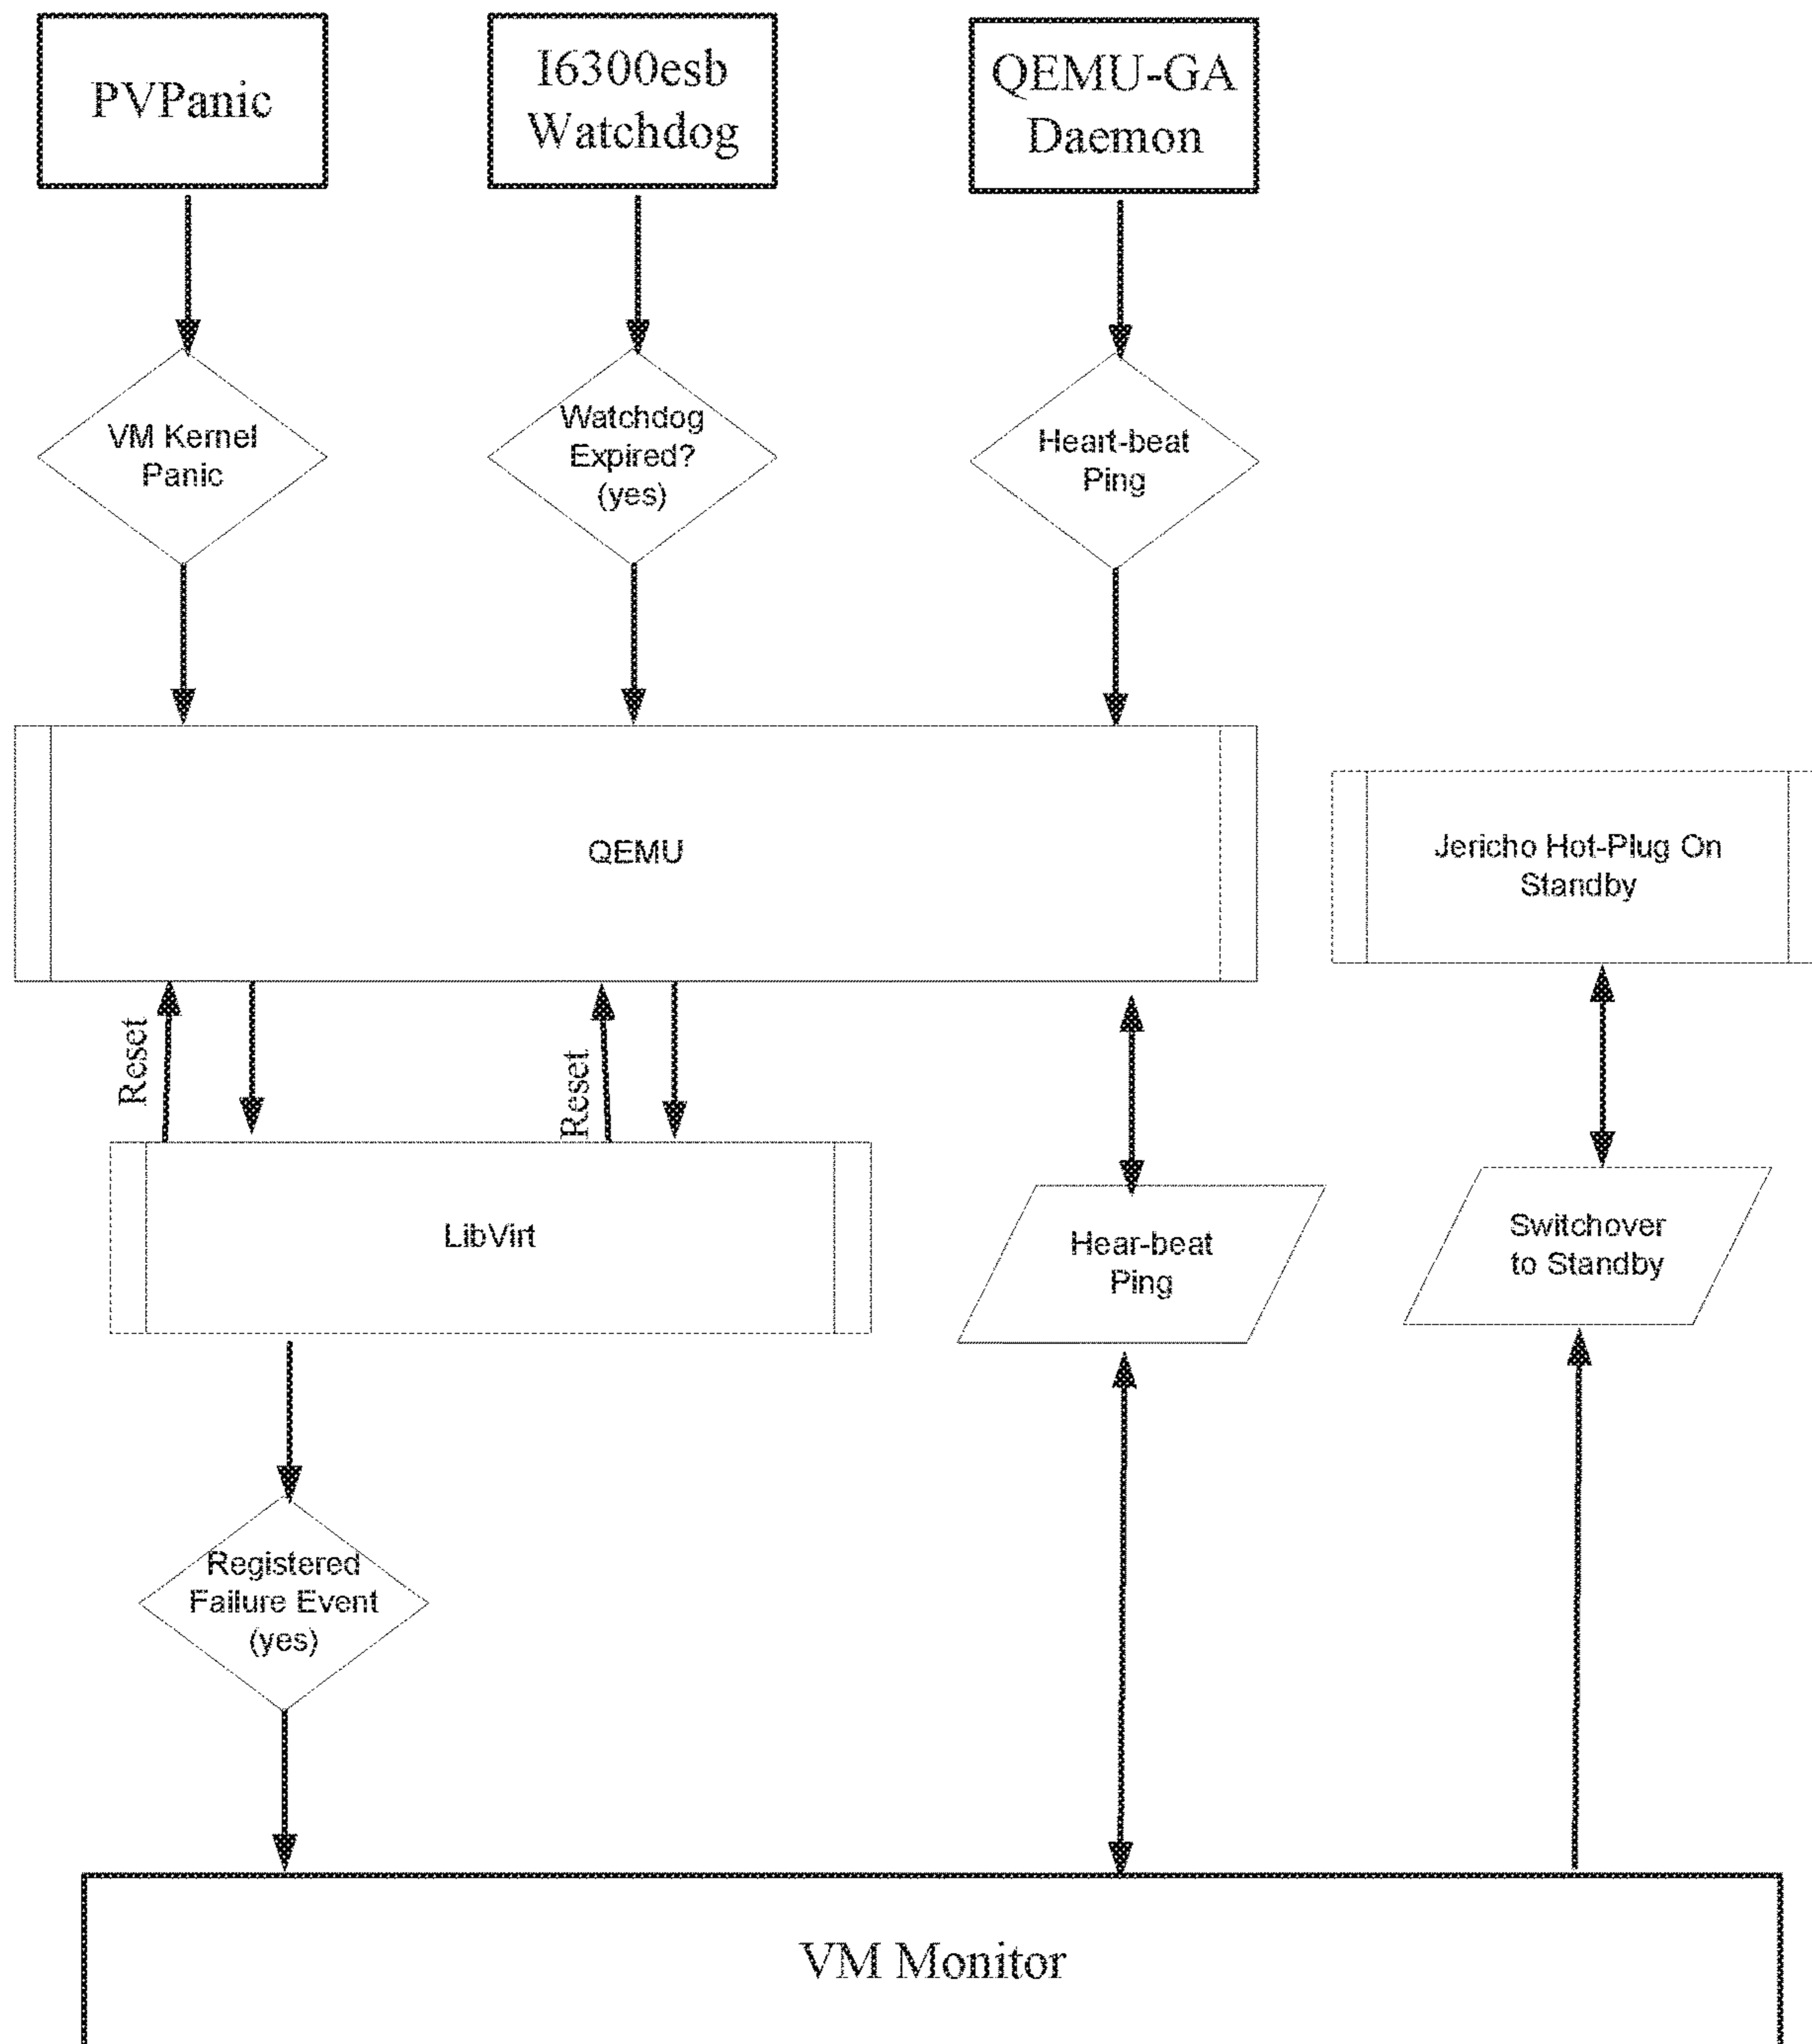 PVPanic
I6300esb
Watchdog
QEMU-GA
Daemon
VM Kernel
Panic
Watchdog
Expired?
(yes)
Heart-beat
Ping
QEMU
Jericho Hot-Plug On
Standby
Reset
Reset
LibVirt
Hear-beat
Ping
Switchover
to Standby
Registered
Failure Event
(yes)
VM Monitor